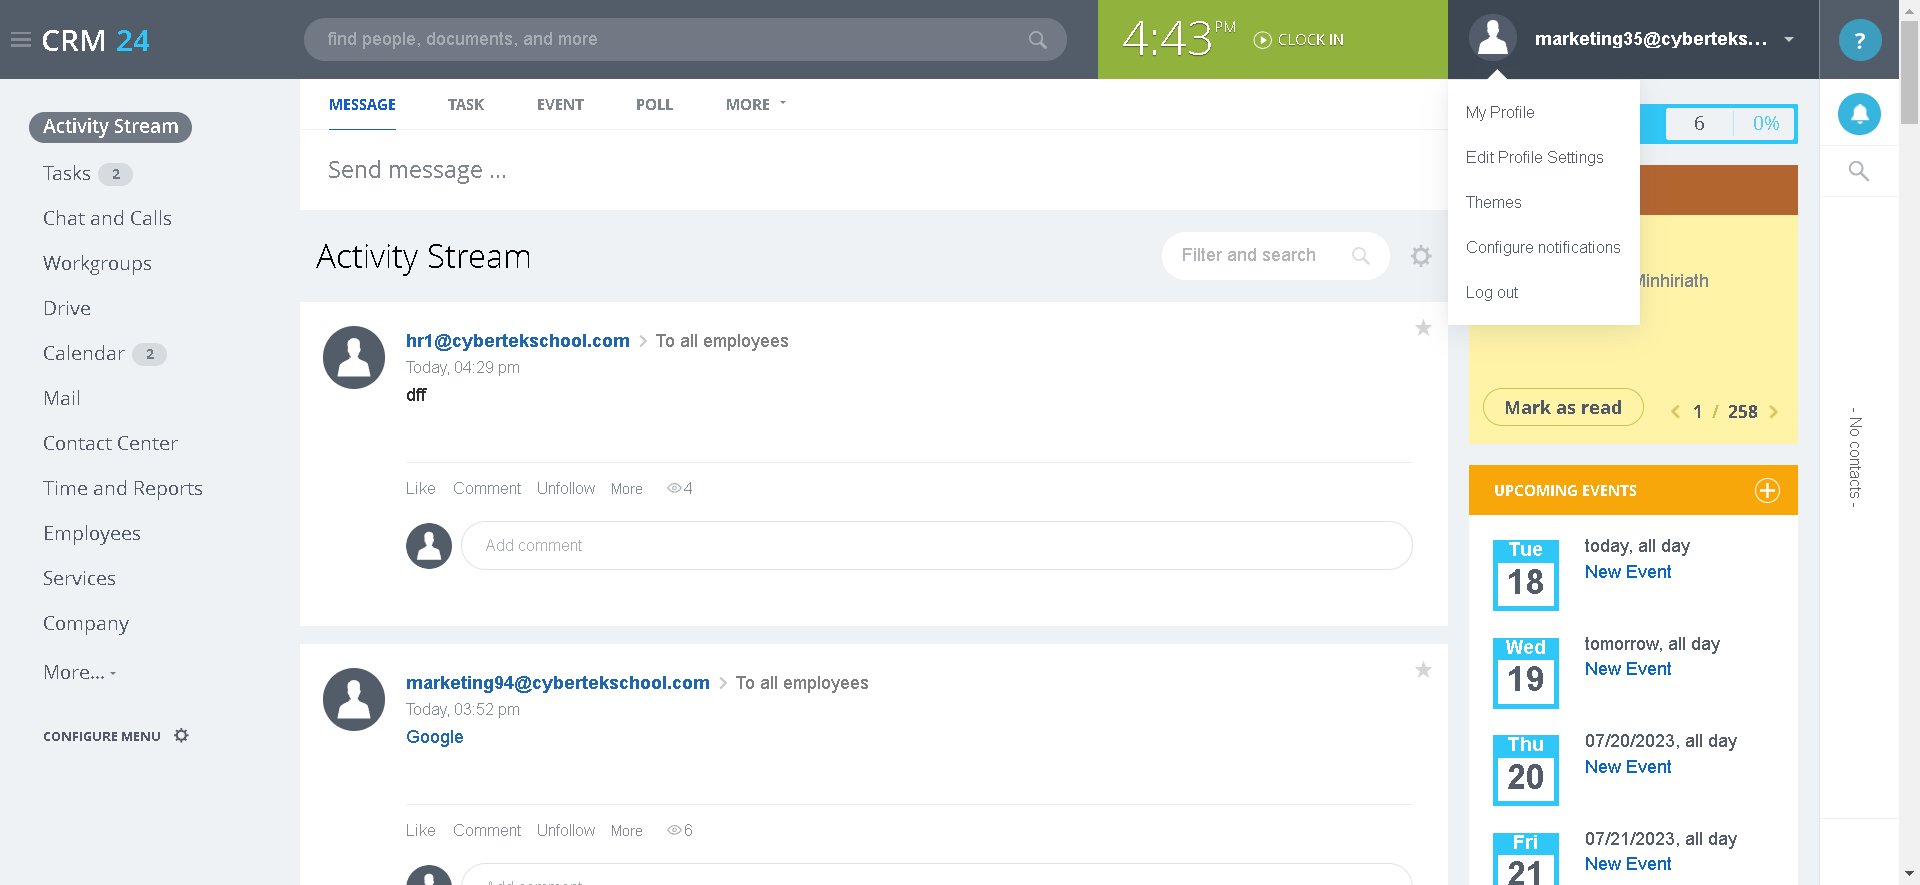 CRM 24
find people, documents, and more
4:43 PM
CLOCK IN
marketing35@cyberteks...
?
Activity Stream
Tasks 2
Chat and Calls
Workgroups
Drive
Calendar 2
Mail
Contact Center
Time and Reports
Employees
Services
Company
More...
CONFIGURE MENU
MESSAGE TASK EVENT POLL MORE
Send message ...
Activity Stream
Filter and search
hr1@cybertekschool.com To all employees
Today, 04:29 pm
dff
Like Comment Unfollow More 4
Add comment
marketing94@cybertekschool.com To all employees
Today, 03:52 pm
Google
Like Comment Unfollow More 6
My Profile
Edit Profile Settings
Themes
Configure notifications
Log out
6 0%
Minhiriath
Mark as read
1 / 258
UPCOMING EVENTS
Tue
18
today, all day
New Event
Wed
19
tomorrow, all day
New Event
Thu
20
07/20/2023, all day
New Event
Fri
21
07/21/2023, all day
New Event
- No contacts -